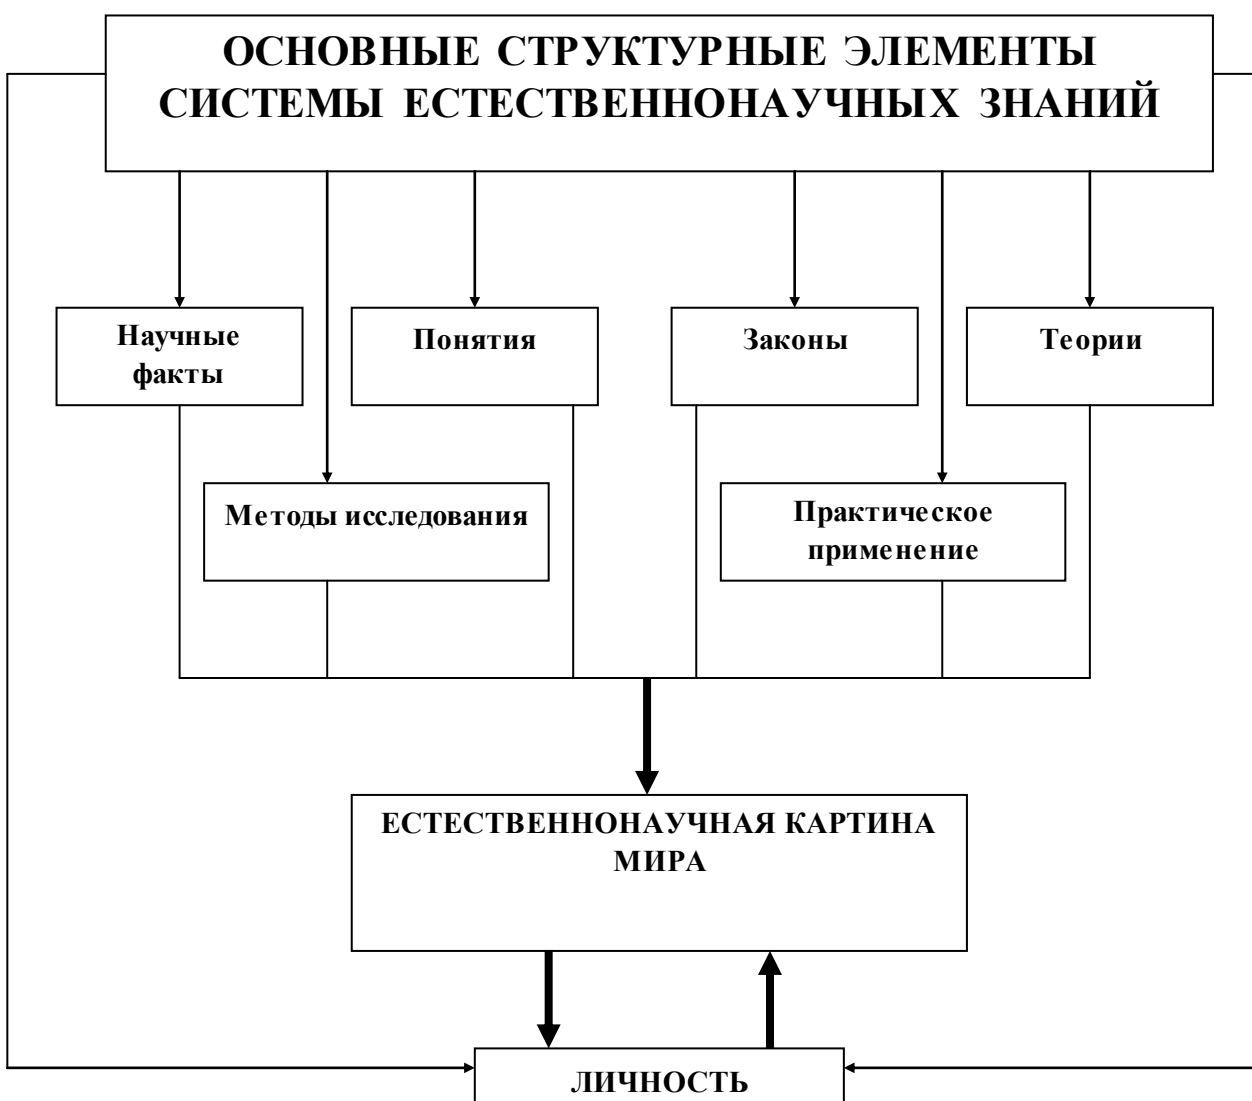 ОСНОВНЫЕ СТРУКТУРНЫЕ ЭЛЕМЕНТЫ
СИСТЕМЫ ЕСТЕСТВЕННОНАУЧНЫХ ЗНАНИЙ
Научные
факты
Понятия
Законы
Теории
Методы исследования
Практическое
применение
ЕСТЕСТВЕННОНАУЧНАЯ КАРТИНА
МИРА
ЛИЧНОСТЬ